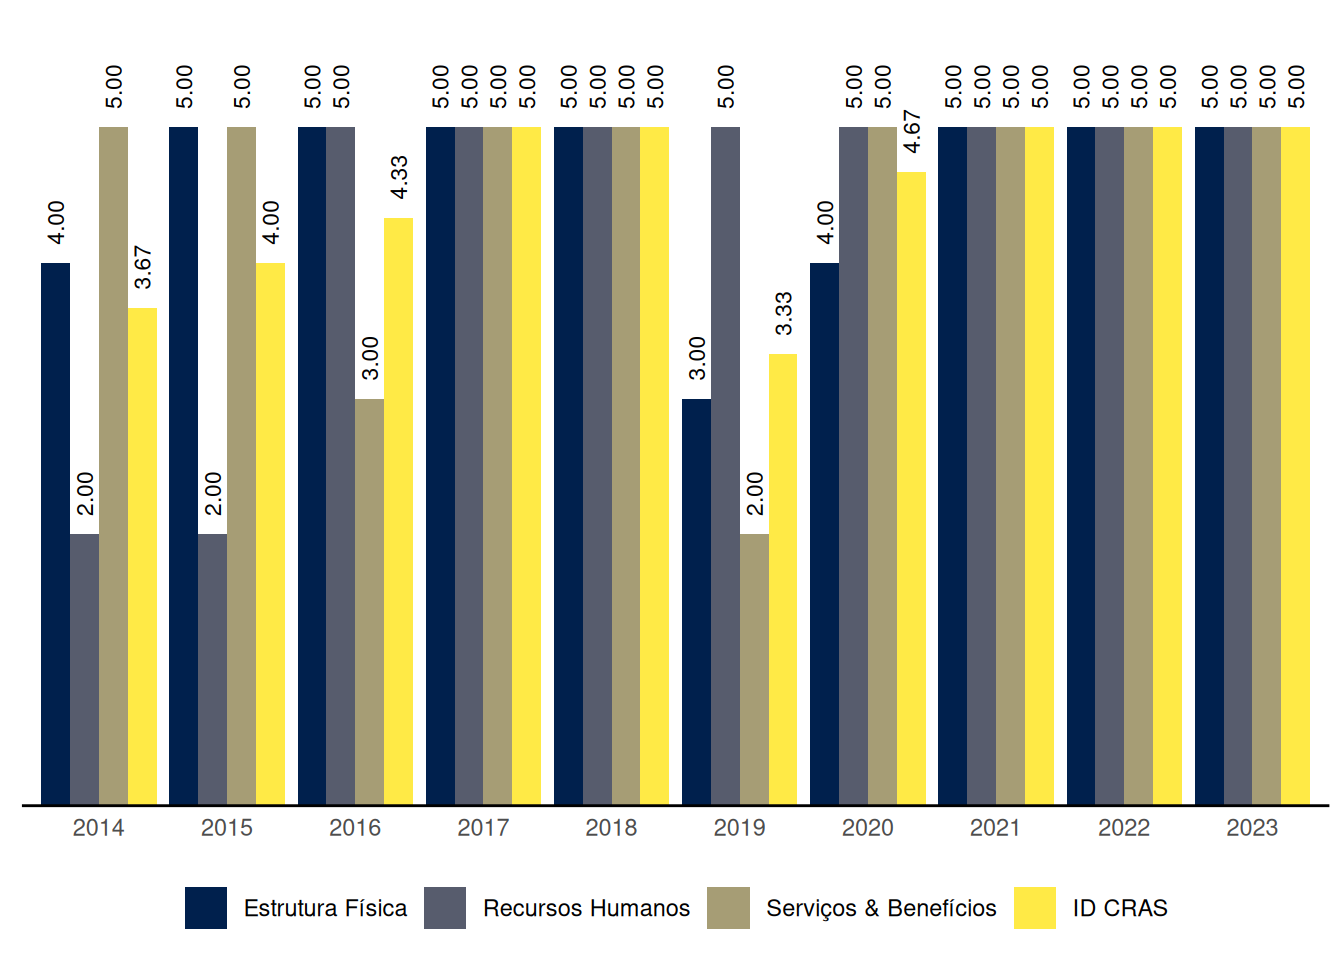 4.00 2.00 5.00 3.67 5.00 2.00 5.00 4.00 5.00 5.00 3.00 4.33 5.00 5.00 5.00 5.00 5.00 5.00 5.00 5.00 3.00 5.00 2.00 3.33 4.00 5.00 5.00 4.67 5.00 5.00 5.00 5.00 5.00 5.00 5.00 5.00 5.00 5.00 5.00 5.00
2014 2015 2016 2017 2018 2019 2020 2021 2022 2023
Estrutura Física Recursos Humanos Serviços & Benefícios ID CRAS